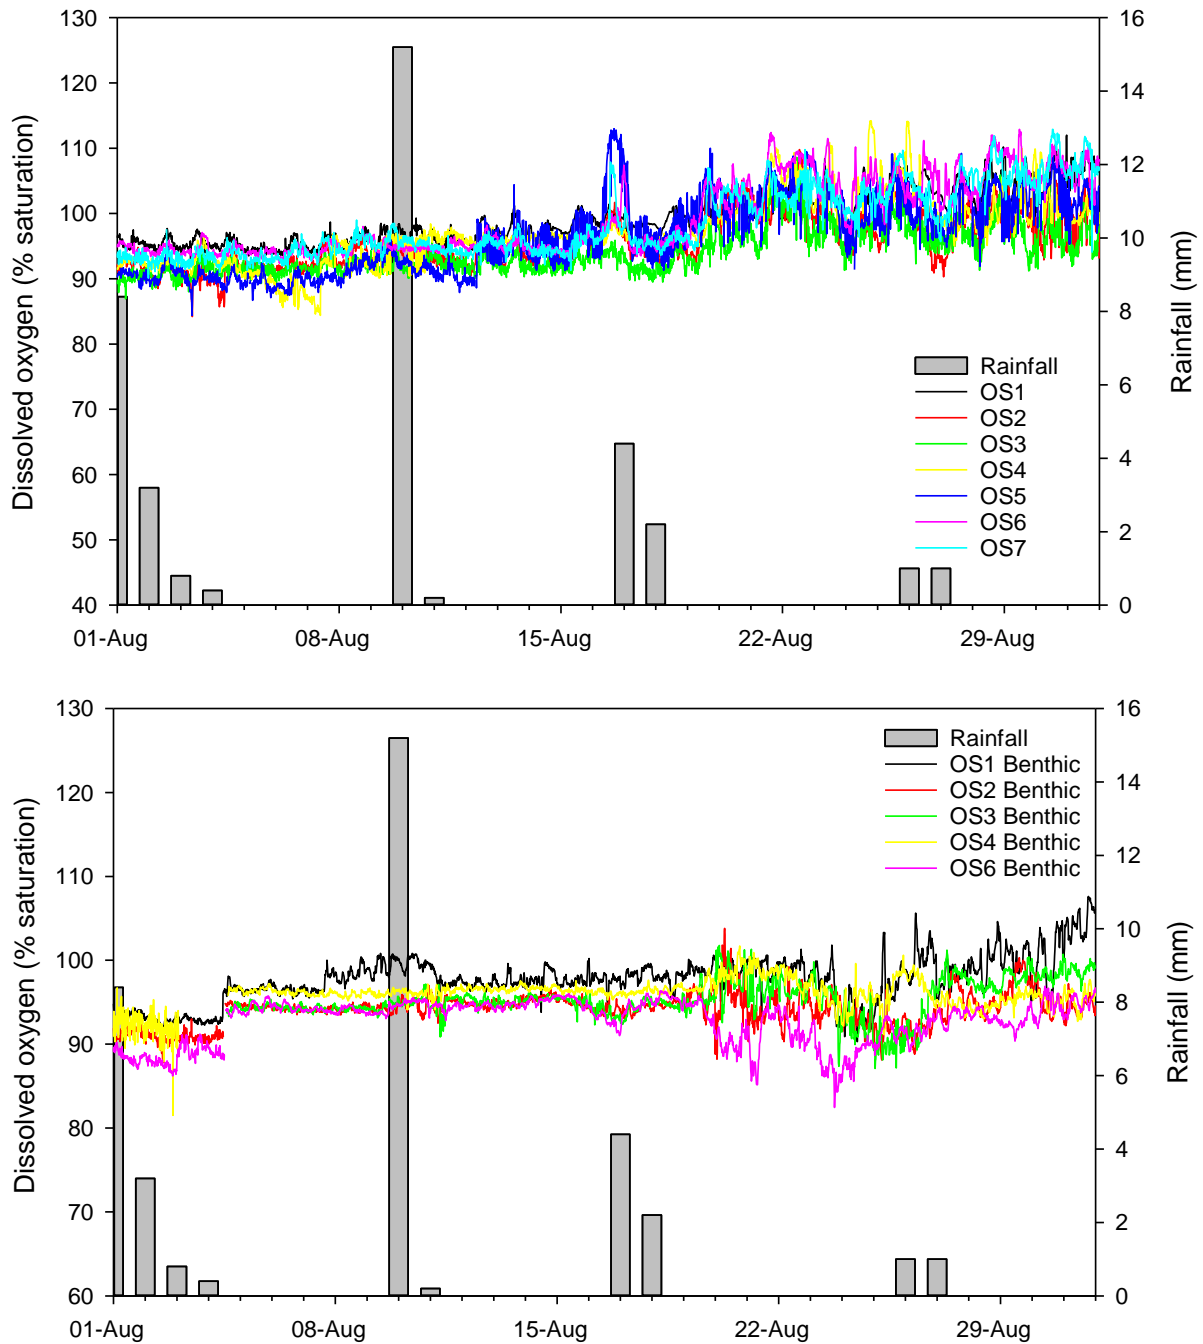 130
120
110
100
90
80
70
60
50
40
Dissolved oxygen (% saturation)
16
14
12
10
8
6
4
2
0
Rainfall (mm)
Rainfall
OS1
OS2
OS3
OS4
OS5
OS6
OS7
01-Aug 08-Aug 15-Aug 22-Aug 29-Aug
130
120
110
100
90
80
70
60
Dissolved oxygen (% saturation)
16
14
12
10
8
6
4
2
0
Rainfall (mm)
Rainfall
OS1 Benthic
OS2 Benthic
OS3 Benthic
OS4 Benthic
OS6 Benthic
01-Aug 08-Aug 15-Aug 22-Aug 29-Aug